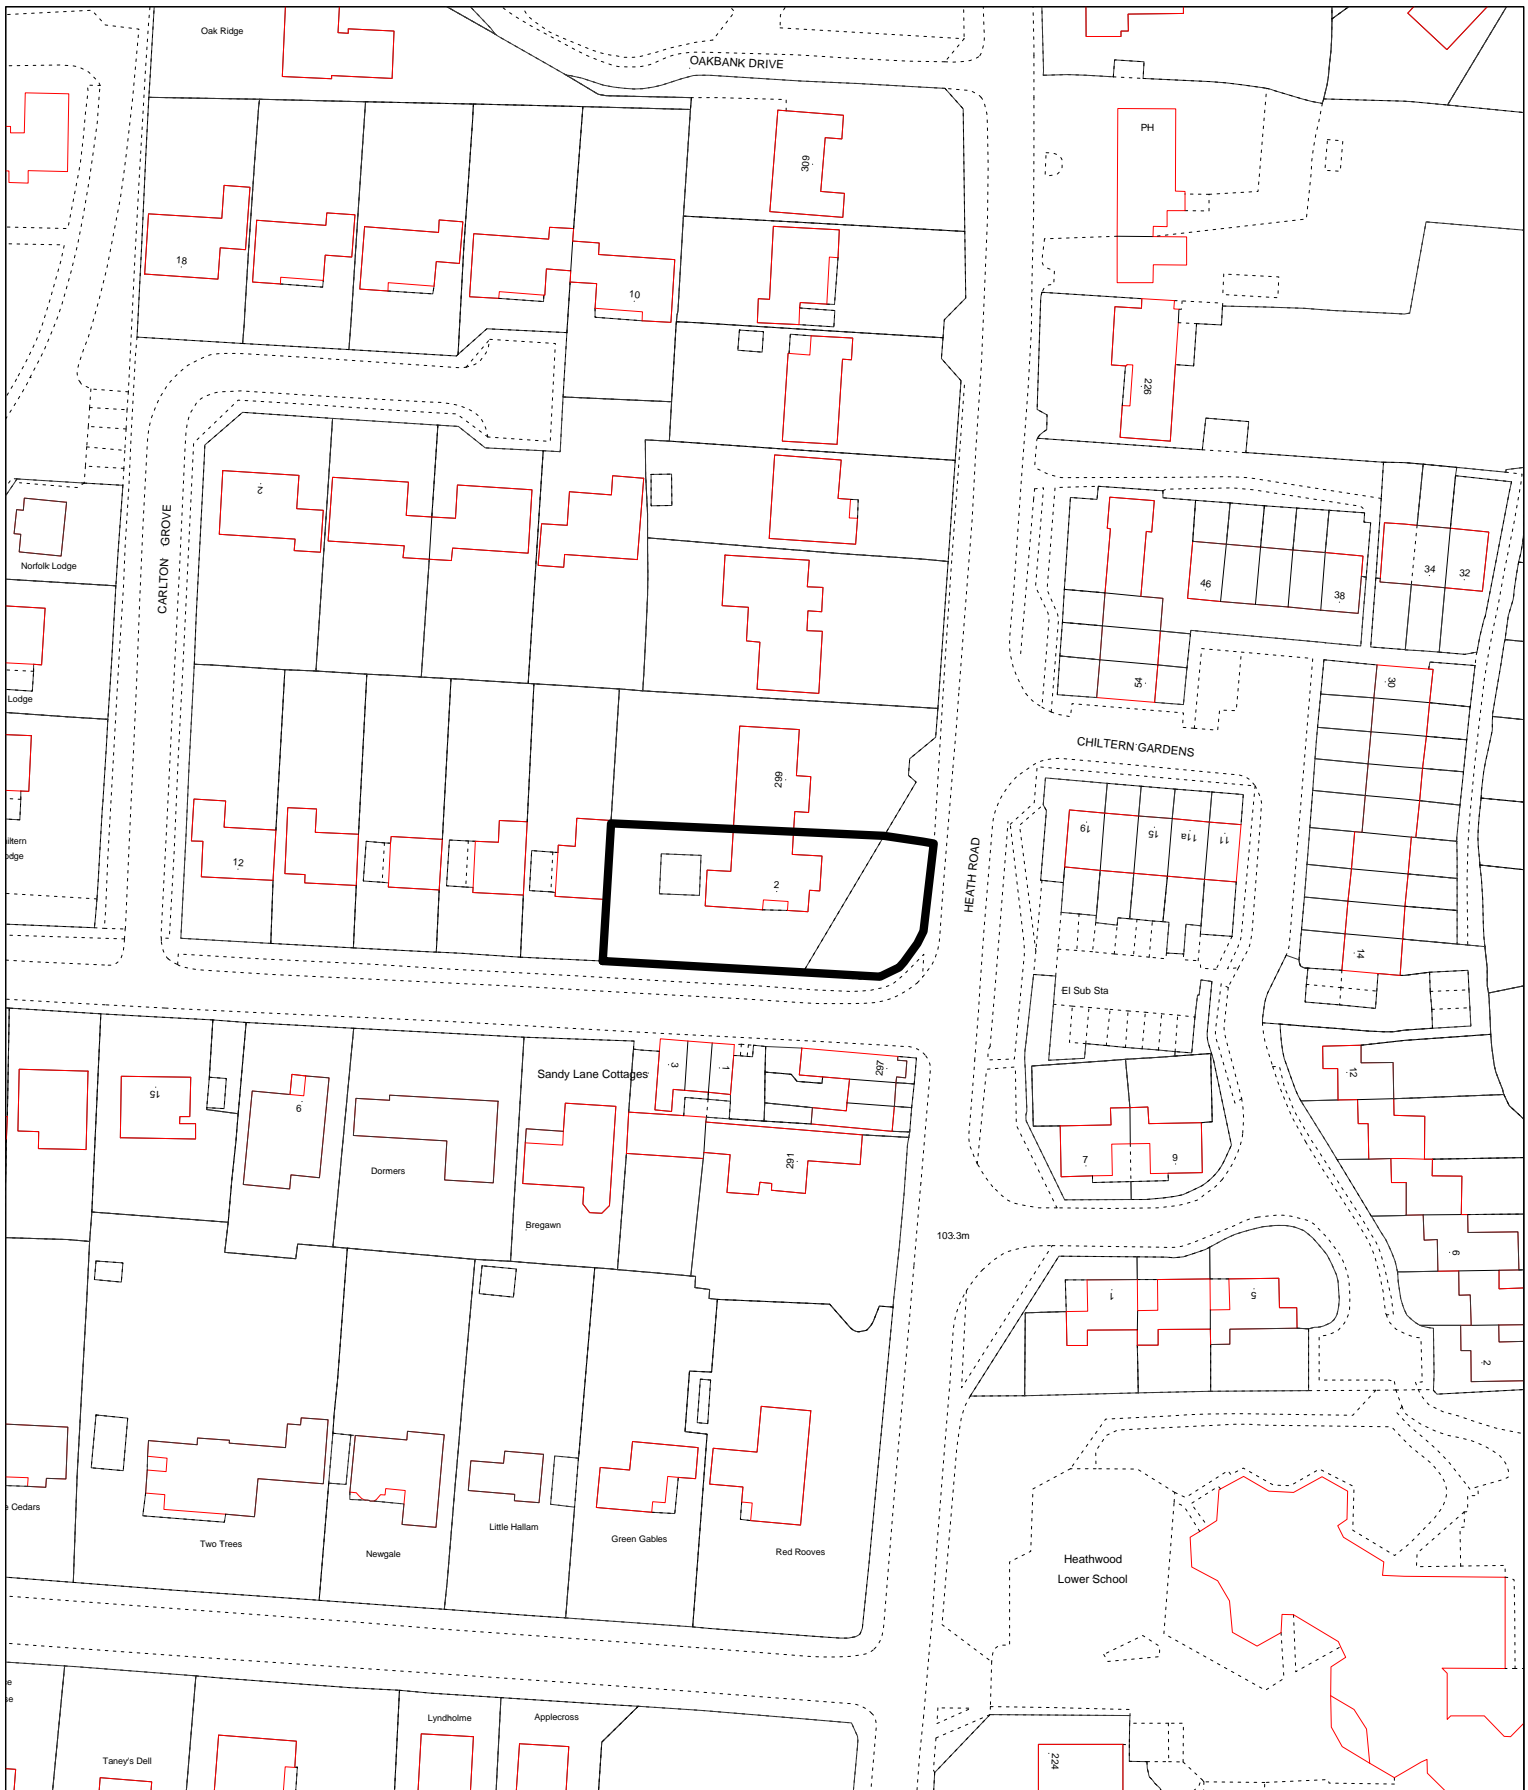 Oak Ridge
OAKBANK DRIVE
PH
309
18
10
226
2
CARLTON GROVE
Norfolk Lodge
46
38
34
32
54
30
Lodge
CHILTERN GARDENS
299
19
15
11a
11
12
2
HEATH ROAD
14
El Sub Sta
Sandy Lane Cottages
3
1
297
12
15
9
Dormers
291
7
9
Bregawn
103.3m
6
1
5
2
Cedars
Two Trees
Newgale
Little Hallam
Green Gables
Red Rooves
Heathwood
Lower School
Lyndholme
Applecross
Taney's Dell
224